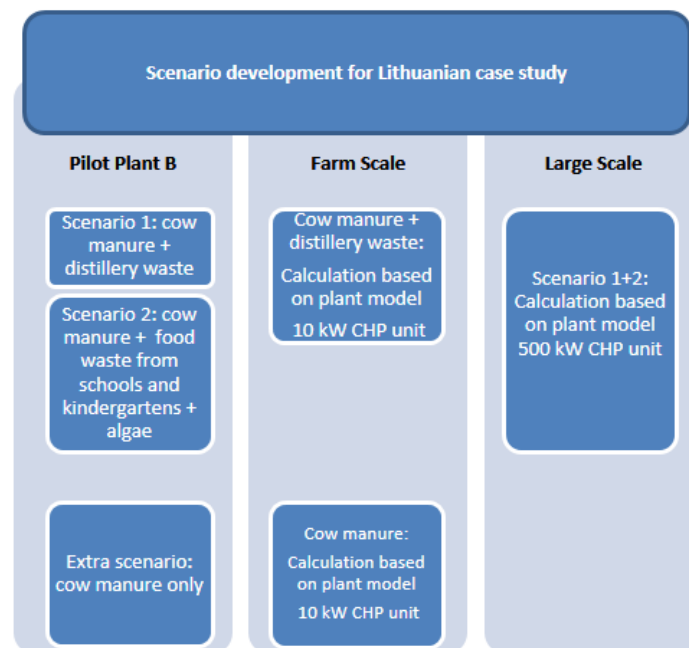 Scenario development for Lithuanian case study
Pilot Plant B
Scenario 1: cow
manure +
distillery waste
Scenario 2: cow
manure + food
waste from
schools and
kindergartens +
algae
Extra scenario:
cow manure only
Farm Scale
Cow manure +
distillery waste:
Calculation based
on plant model
10 kW CHP unit
Cow manure:
Calculation based
on plant model
10 kW CHP unit
Large Scale
Scenario 1+2:
Calculation based
on plant model
500 kW CHP unit